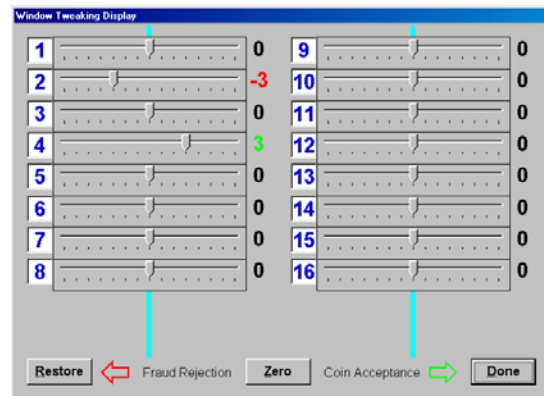 Window Tweaking Display
1 0 9 0
2 -3 10 0
3 0 11 0
4 3 12 0
5 0 13 0
6 0 14 0
7 0 15 0
8 0 16 0
Restore Fraud Rejection Zero Coin Acceptance Done